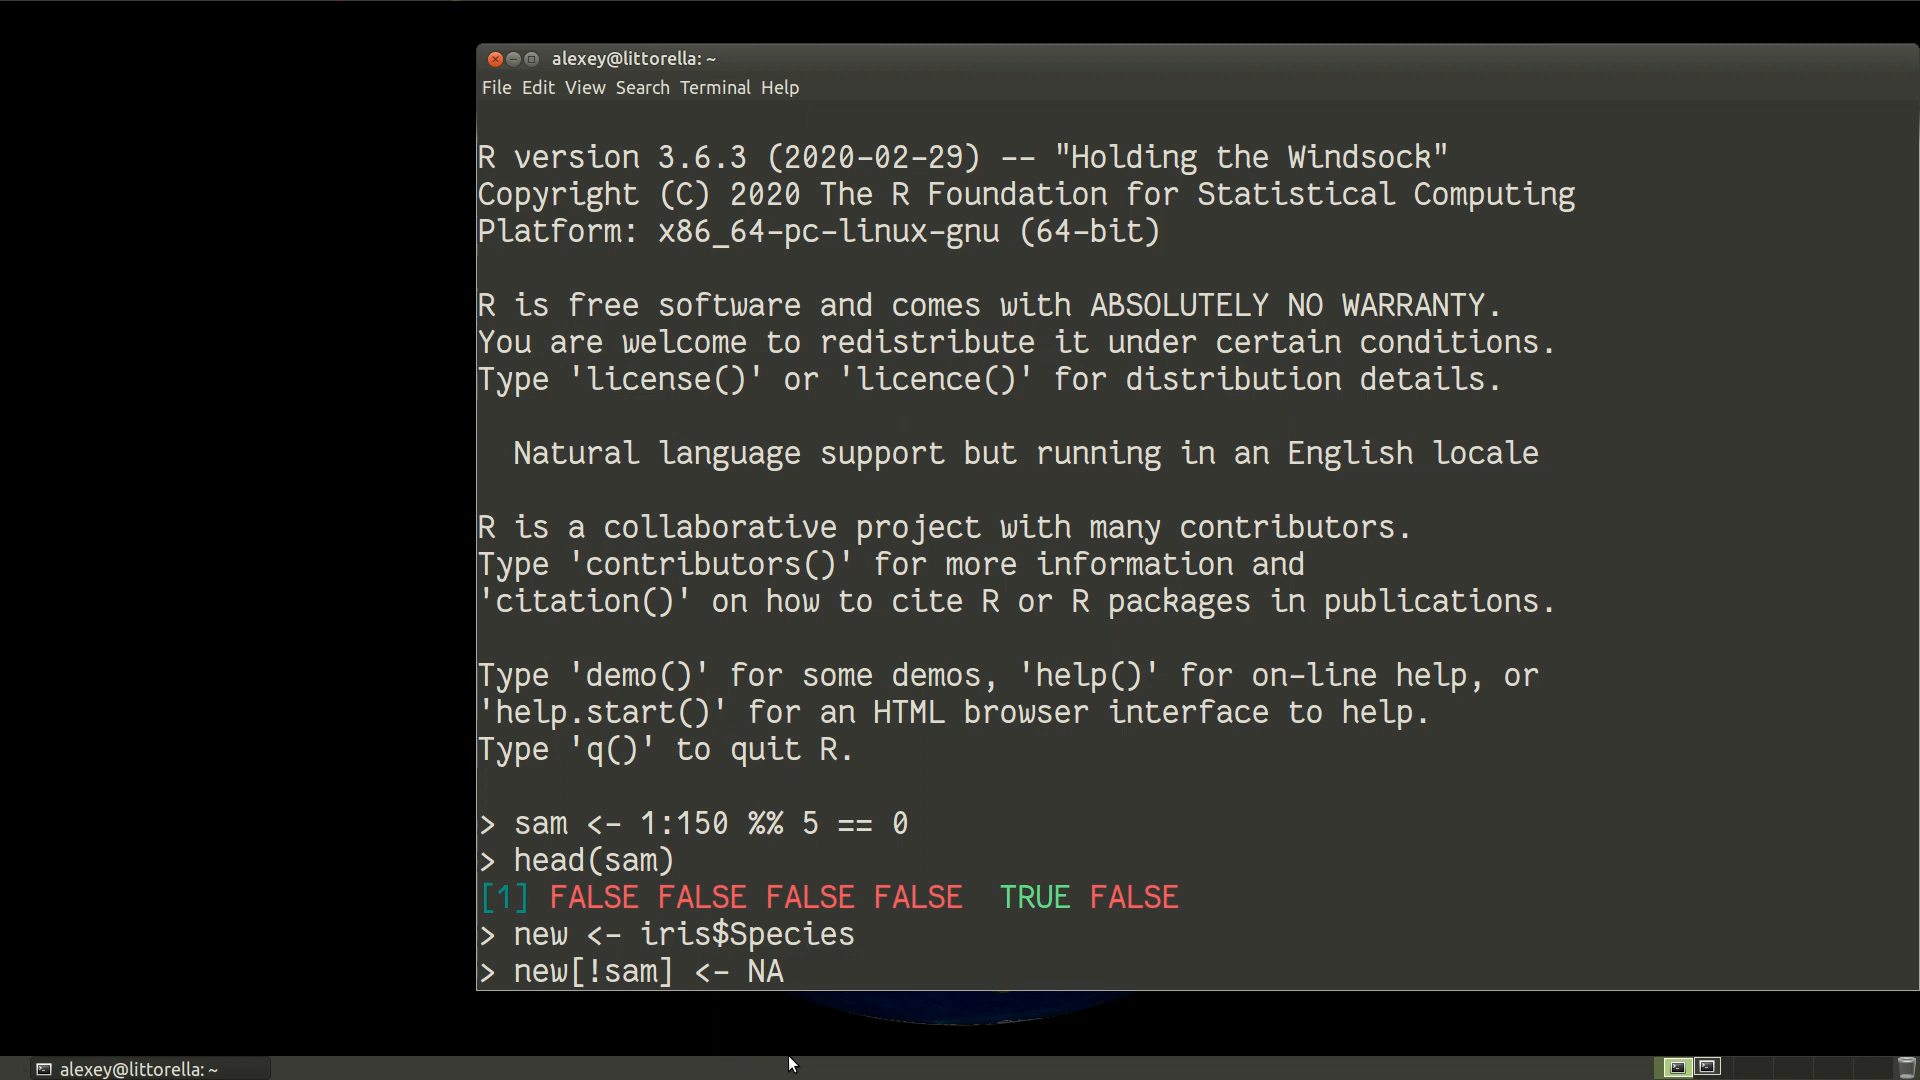 alexey@littorella: ~
File Edit View Search Terminal Help
R version 3.6.3 (2020-02-29) -- "Holding the Windsock"
Copyright (C) 2020 The R Foundation for Statistical Computing
Platform: x86_64-pc-linux-gnu (64-bit)
R is free software and comes with ABSOLUTELY NO WARRANTY.
You are welcome to redistribute it under certain conditions.
Type 'license()' or 'licence()' for distribution details.
Natural language support but running in an English locale
R is a collaborative project with many contributors.
Type 'contributors()' for more information and
'citation()' on how to cite R or R packages in publications.
Type 'demo()' for some demos, 'help()' for on-line help, or
'help.start()' for an HTML browser interface to help.
Type 'q()' to quit R.
> sam <- 1:150 %% 5 == 0
> head(sam)
[1] FALSE FALSE FALSE FALSE  TRUE FALSE
> new <- iris$Species
> new[!sam] <- NA
alexey@littorella: ~